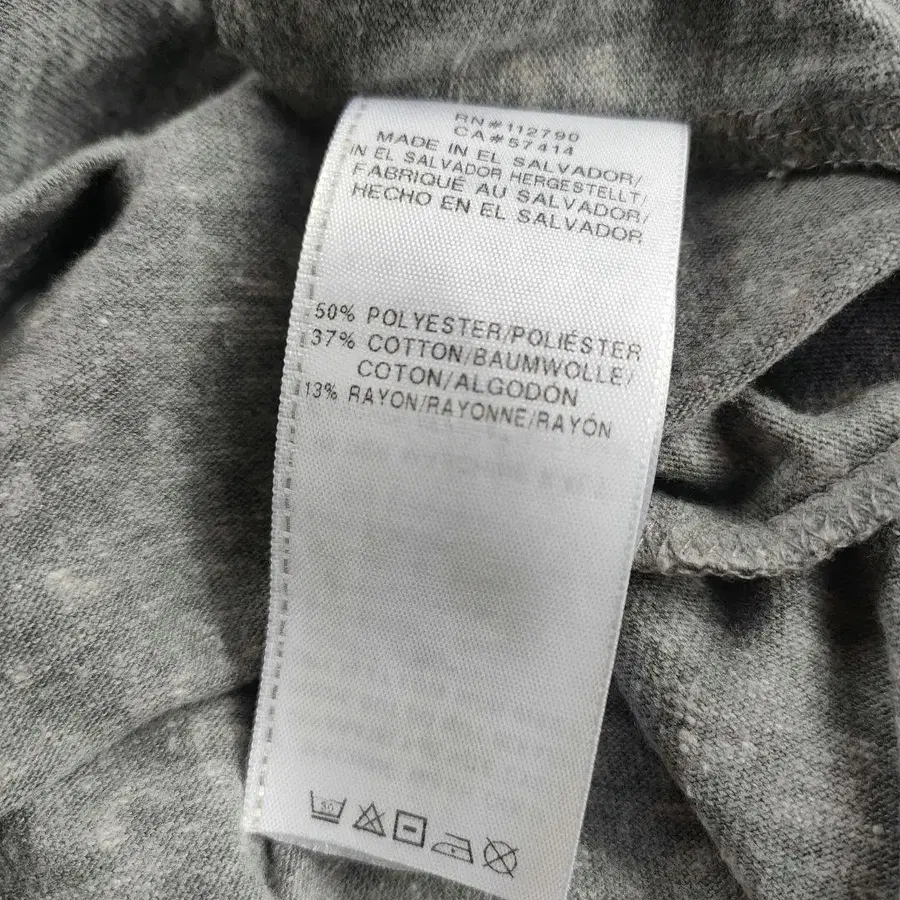 RN#112790
CA#57414
MADE IN EL SALVADOR/
IN EL SALVADOR HERGESTELLT/
FABRIQUÉ AU SALVADOR/
HECHO EN EL SALVADOR
50% POLYESTER/POLIÉSTER
37% COTTON/BAUMWOLLE/
COTON/ALGODÓN
13% RAYON/RAYONNE/RAYÓN